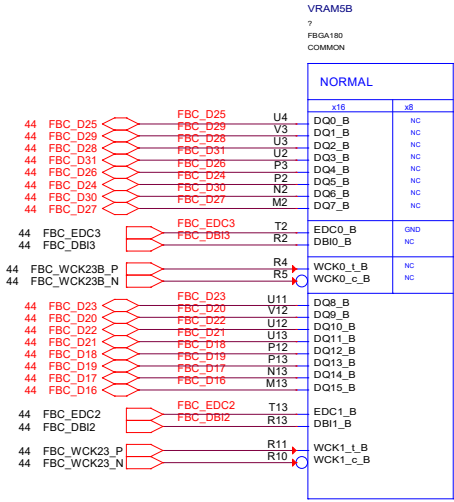 VRAM5B
?
FBGA180
COMMON
NORMAL
x16 x8
44 FBC_D25 FBC_D25 U4 DQ0_B NC
44 FBC_D29 FBC_D29 V3 DQ1_B NC
44 FBC_D28 FBC_D28 U3 DQ2_B NC
44 FBC_D31 FBC_D31 U2 DQ3_B NC
44 FBC_D26 FBC_D26 P3 DQ4_B NC
44 FBC_D24 FBC_D24 P2 DQ5_B NC
44 FBC_D30 FBC_D30 N2 DQ6_B NC
44 FBC_D27 FBC_D27 M2 DQ7_B NC
44 FBC_EDC3 FBC_EDC3 T2 EDC0_B GND
44 FBC_DBI3 FBC_DBI3 R2 DBI0_B NC
44 FBC_WCK23B_P R4 WCK0_t_B NC
44 FBC_WCK23B_N R5 WCK0_c_B NC
44 FBC_D23 FBC_D23 U11 DQ8_B
44 FBC_D20 FBC_D20 V12 DQ9_B
44 FBC_D22 FBC_D22 U12 DQ10_B
44 FBC_D21 FBC_D21 U13 DQ11_B
44 FBC_D18 FBC_D18 P12 DQ12_B
44 FBC_D19 FBC_D19 P13 DQ13_B
44 FBC_D17 FBC_D17 N13 DQ14_B
44 FBC_D16 FBC_D16 M13 DQ15_B
44 FBC_EDC2 FBC_EDC2 T13 EDC1_B
44 FBC_DBI2 FBC_DBI2 R13 DBI1_B
44 FBC_WCK23_P R11 WCK1_t_B
44 FBC_WCK23_N R10 WCK1_c_B